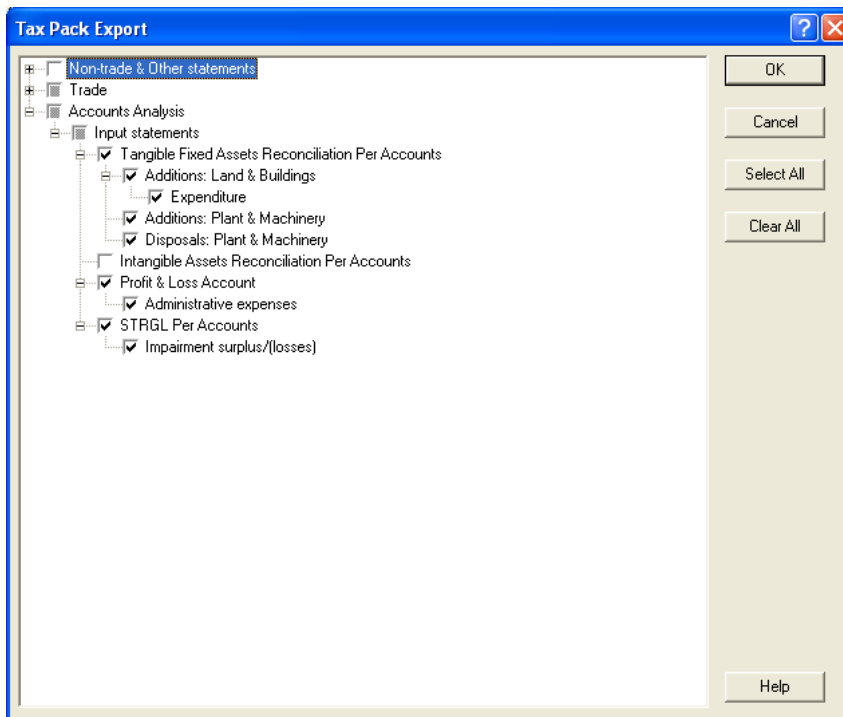 Tax Pack Export
Non-trade & Other statements
Trade
Accounts Analysis
Input statements
Tangible Fixed Assets Reconciliation Per Accounts
Additions: Land & Buildings
Expenditure
Additions: Plant & Machinery
Disposals: Plant & Machinery
Intangible Assets Reconciliation Per Accounts
Profit & Loss Account
Administrative expenses
STRGL Per Accounts
Impairment surplus/(losses)
OK
Cancel
Select All
Clear All
Help